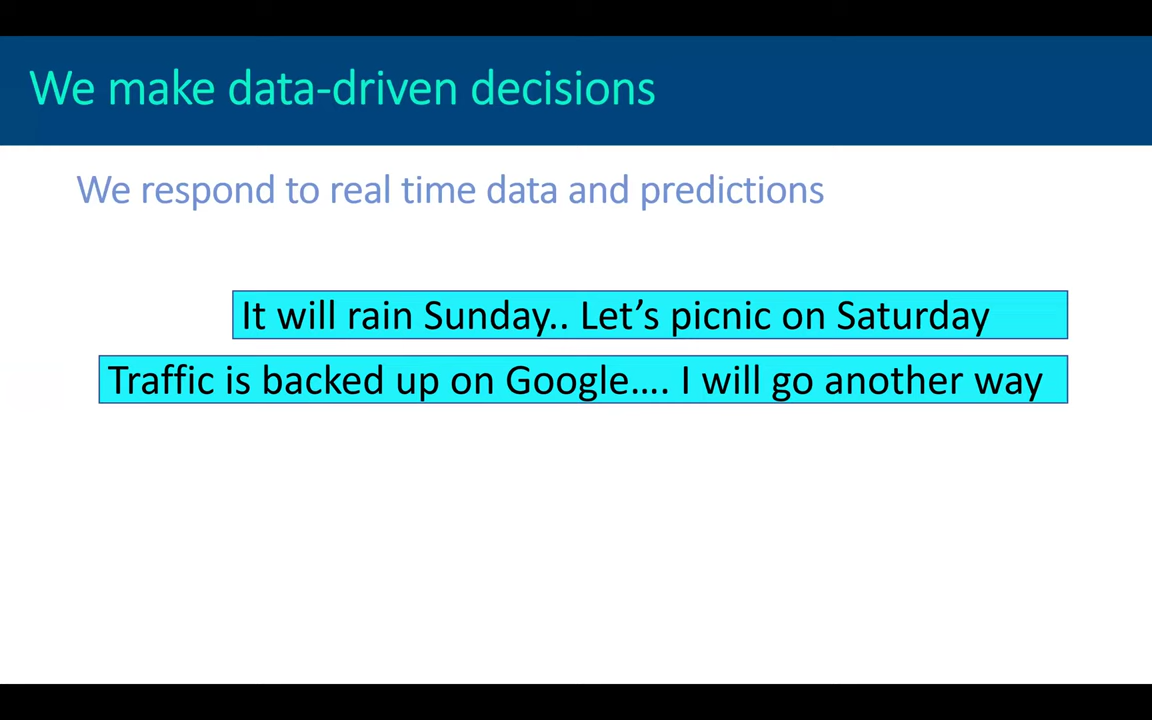 We make data-driven decisions
We respond to real time data and predictions
It will rain Sunday.. Let’s picnic on Saturday
Traffic is backed up on Google…. I will go another way